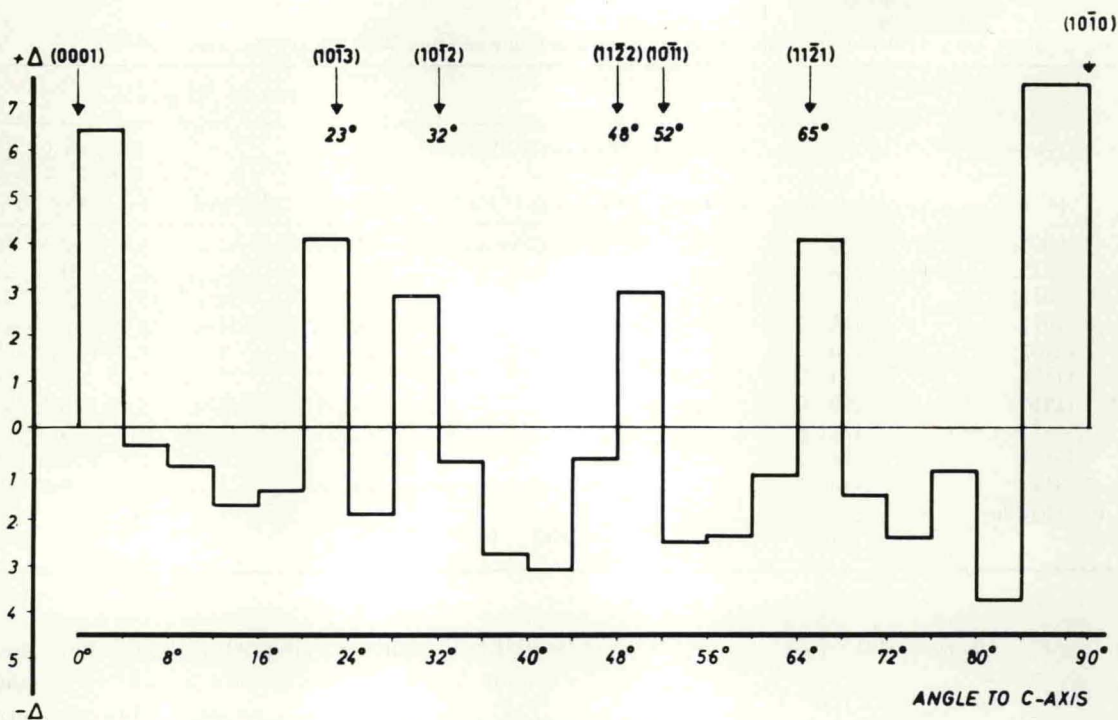 (101̄0)
+Δ (0001) (101̄3) (101̄2) (112̄2) (101̄1) (112̄1)
7
23° 32° 48° 52° 65°
6
5
4
3
2
1
0
1
2
3
4
5
0° 8° 16° 24° 32° 40° 48° 56° 64° 72° 80° 90°
ANGLE TO C-AXIS
-Δ